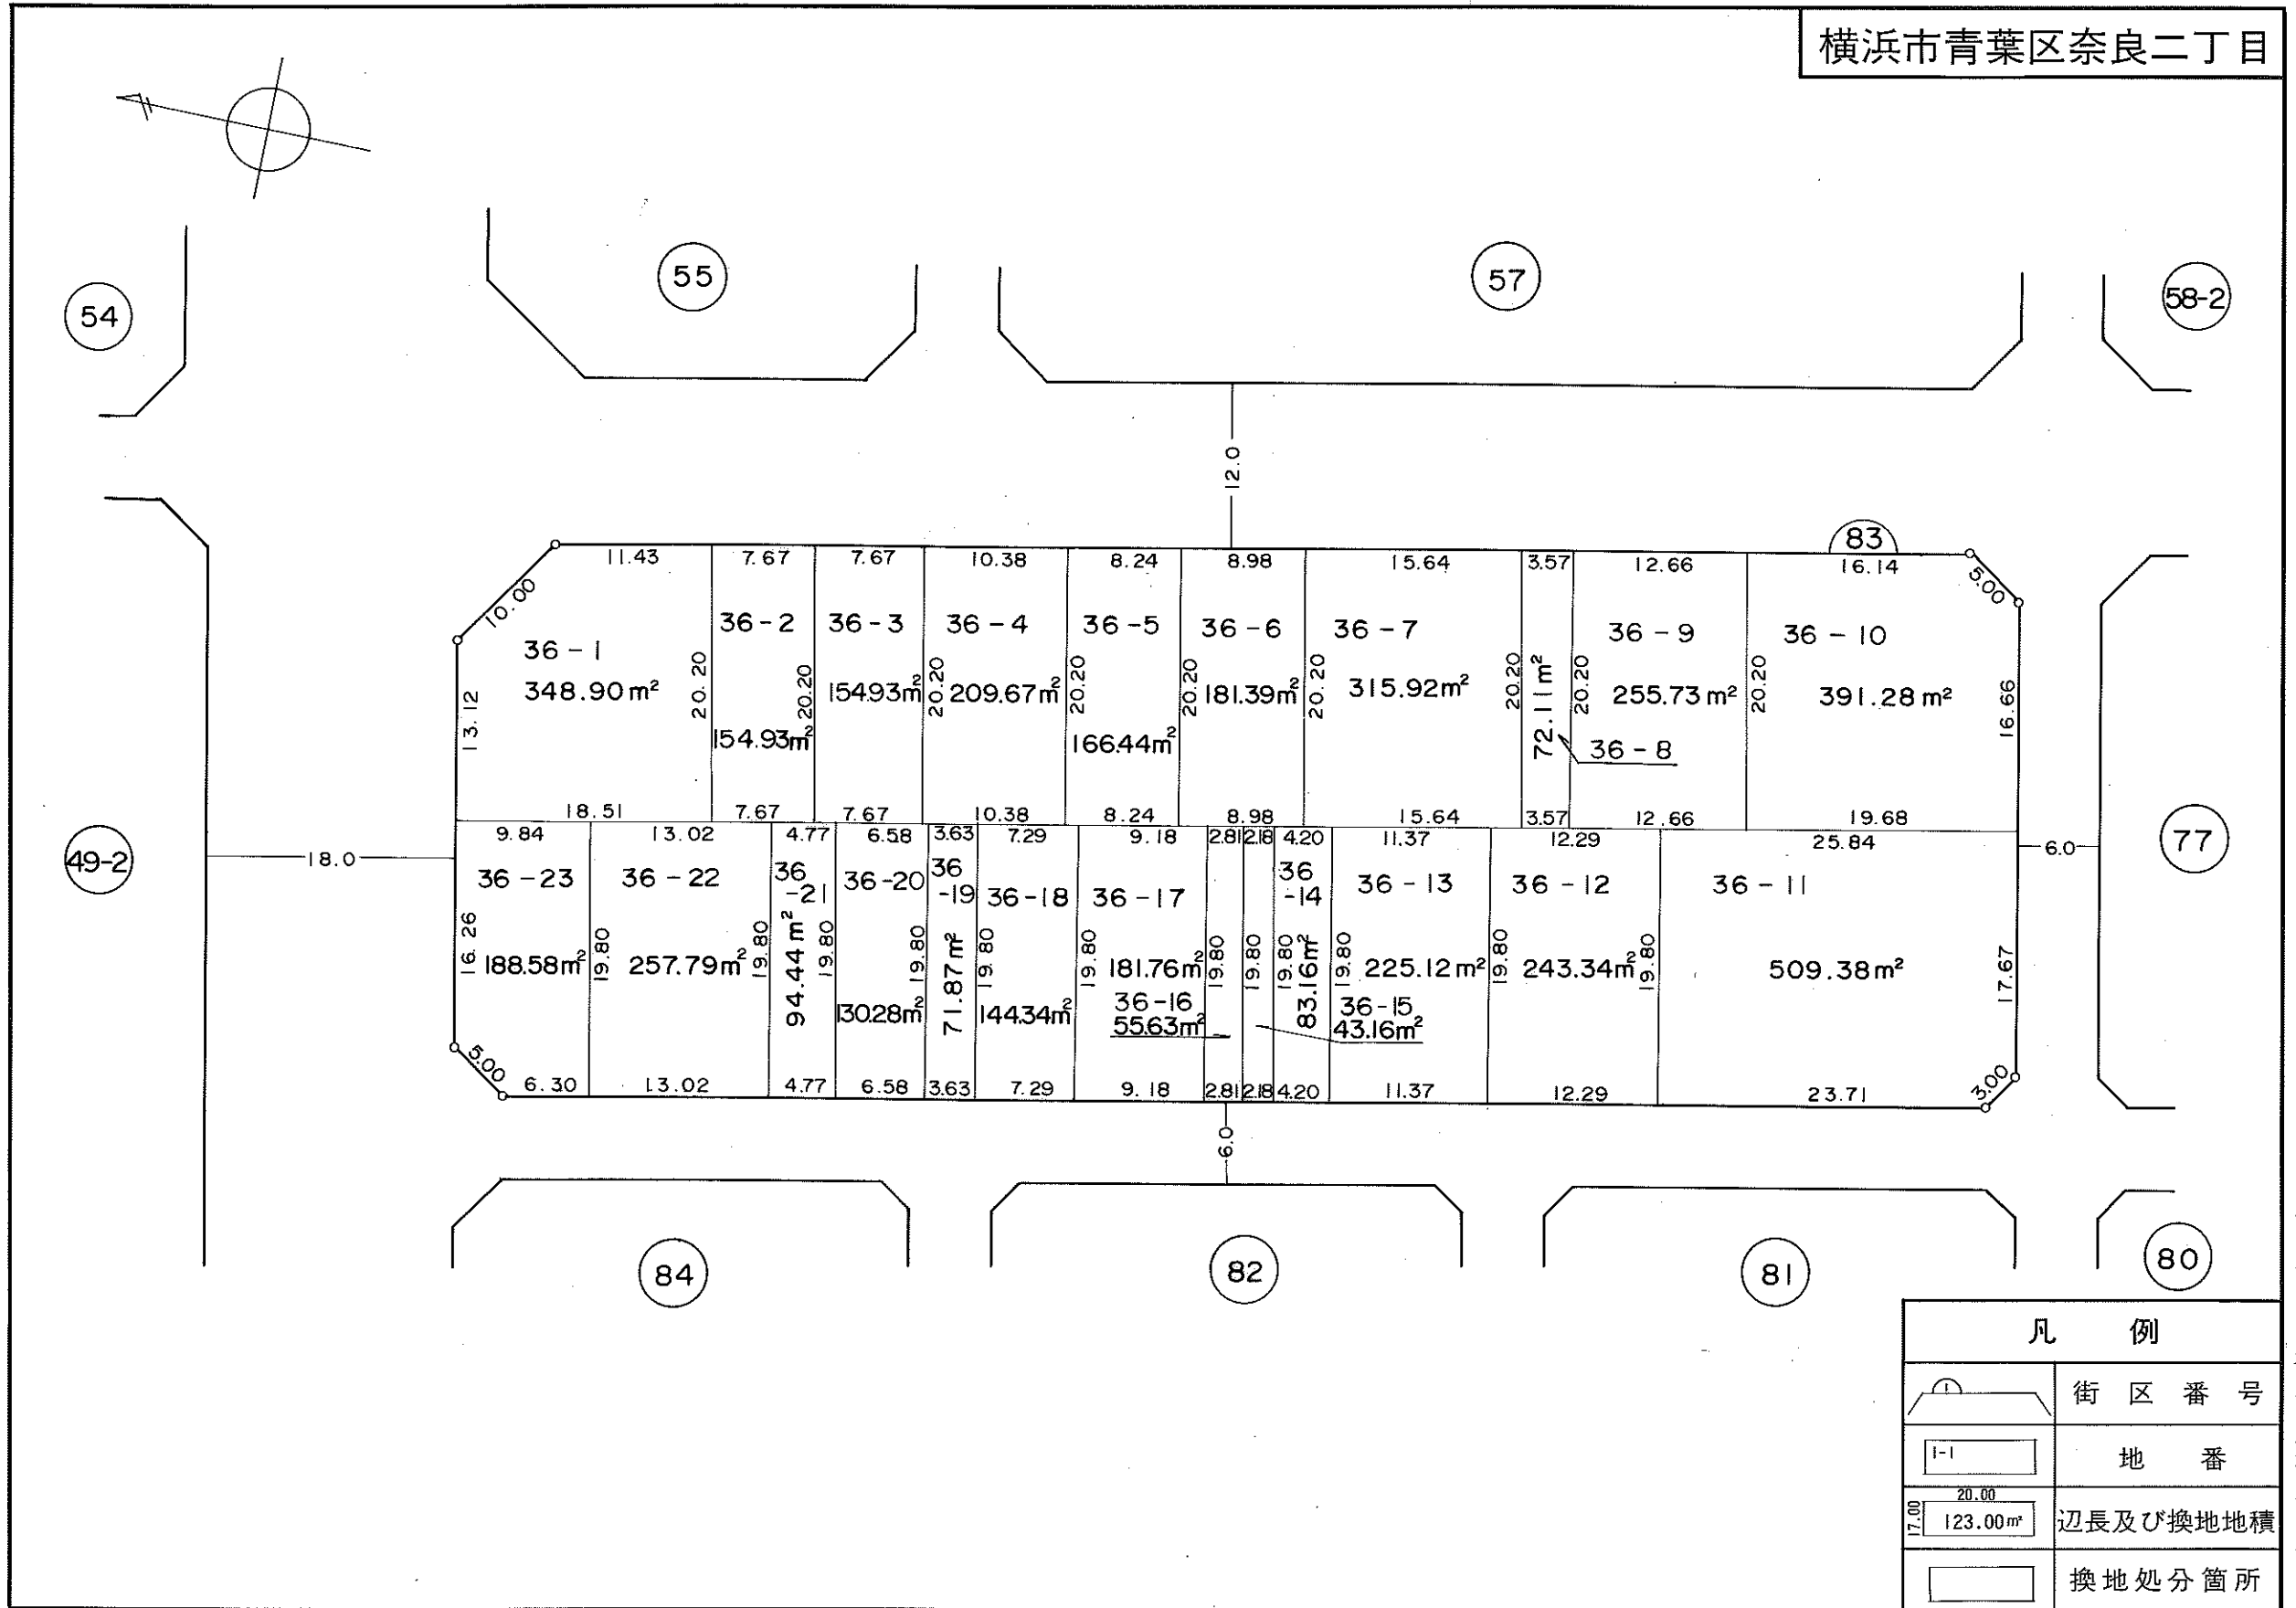 横浜市青葉区奈良二丁目
54
55
57
58-2
12.0
83
11.43 7.67 7.67 10.38 8.24 8.98 15.64 3.57 12.66 16.14
10.00
5.00
36-1
36-2
36-3
36-4
36-5
36-6
36-7
36-9
36-10
13.12
348.90m²
20.20
154.93m²
20.20
154.93m²
20.20
209.67m²
20.20
166.44m²
20.20
181.39m²
20.20
315.92m²
20.20
72.11m²
36-8
20.20
255.73m²
20.20
391.28m²
16.66
18.51 7.67 7.67 10.38 8.24 8.98 15.64 3.57 12.66 19.68
9.84 13.02 4.77 6.58 3.63 7.29 9.18 2.81 2.18 4.20 11.37 12.29 25.84
49-2
18.0
6.0
77
36-23
36-22
36
-21
36-20
36
-19
36-18
36-17
36
-14
36-13
36-12
36-11
16.26
188.58m²
19.80
257.79m²
19.80
94.44m²
19.80
130.28m²
19.80
71.87m²
19.80
144.34m²
19.80
181.76m²
36-16
55.63m²
19.80
19.80
19.80
83.16m²
19.80
36-15
43.16m²
225.12m²
19.80
243.34m²
19.80
509.38m²
17.67
5.00
3.00
6.30 13.02 4.77 6.58 3.63 7.29 9.18 2.81 2.18 4.20 11.37 12.29 23.71
6.0
84
82
81
80
凡例
1
街区番号
1-1
地番
20.00
17.00
123.00m²
辺長及び換地地積
換地処分箇所